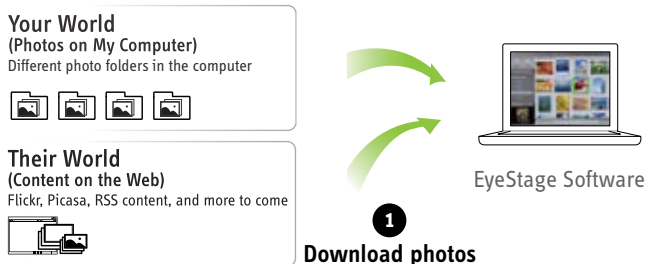 Your World
(Photos on My Computer)
Different photo folders in the computer
Their World
(Content on the Web)
Flickr, Picasa, RSS content, and more to come
EyeStage Software
1
Download photos